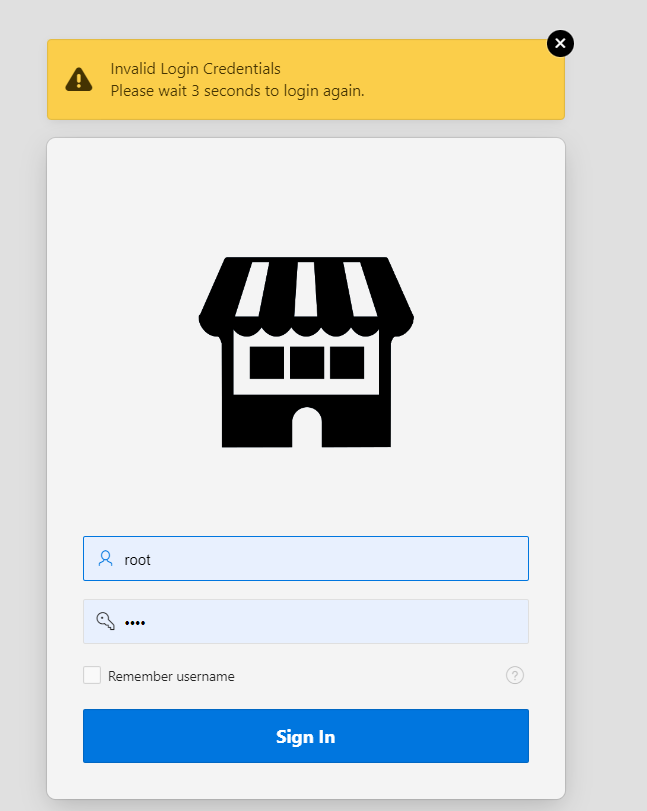 Invalid Login Credentials
Please wait 3 seconds to login again.
root
••••
Remember username
?
Sign In